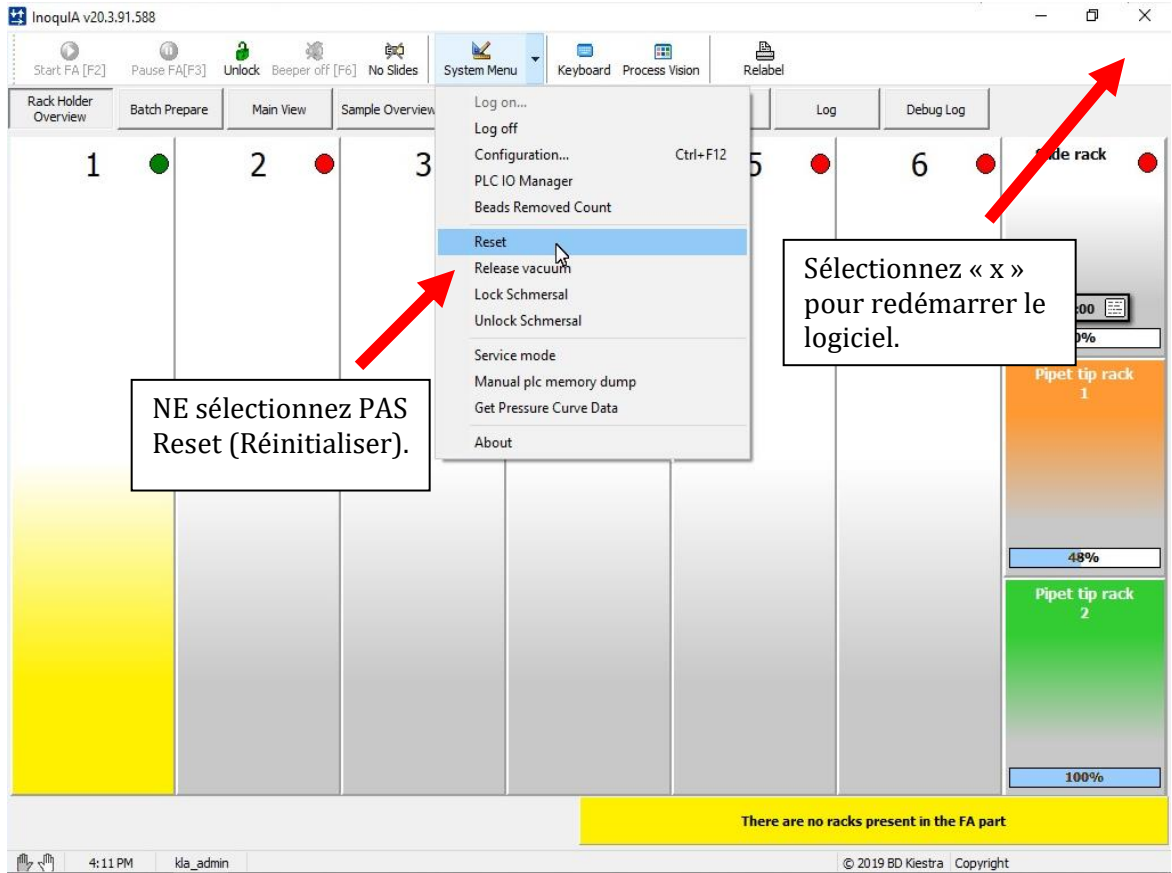 InoqulA v20.3.91.588
Start FA [F2] Pause FA[F3] Unlock Beeper off [F6] No Slides System Menu Keyboard Process Vision Relabel
Rack Holder
Overview
Batch Prepare Main View Sample Overview Log Debug Log
Log on...
Log off
Configuration... Ctrl+F12
PLC IO Manager
Beads Removed Count
Reset
Release vacuum
Lock Schmersal
Unlock Schmersal
Service mode
Manual plc memory dump
Get Pressure Curve Data
About
1 2 3 5 6 rack
Sélectionnez « x »
pour redémarrer le
logiciel.
:00
%
NE sélectionnez PAS
Reset (Réinitialiser).
Pipet tip rack
1
48%
Pipet tip rack
2
100%
There are no racks present in the FA part
4:11 PM kla_admin © 2019 BD Kiestra Copyright